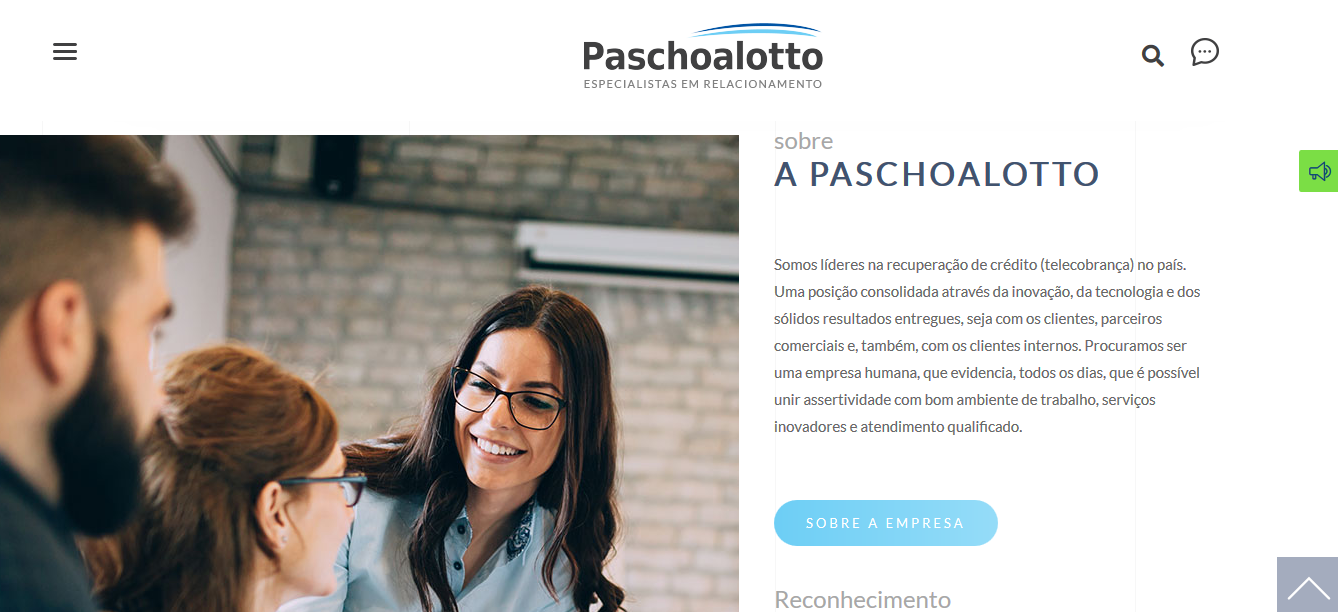 Paschoalotto
ESPECIALISTAS EM RELACIONAMENTO
sobre
A PASCHOALOTTO
Somos líderes na recuperação de crédito (telecobrança) no país.
Uma posição consolidada através da inovação, da tecnologia e dos
sólidos resultados entregues, seja com os clientes, parceiros
comerciais e, também, com os clientes internos. Procuramos ser
uma empresa humana, que evidencia, todos os dias, que é possível
unir assertividade com bom ambiente de trabalho, serviços
inovadores e atendimento qualificado.
SOBRE A EMPRESA
Reconhecimento